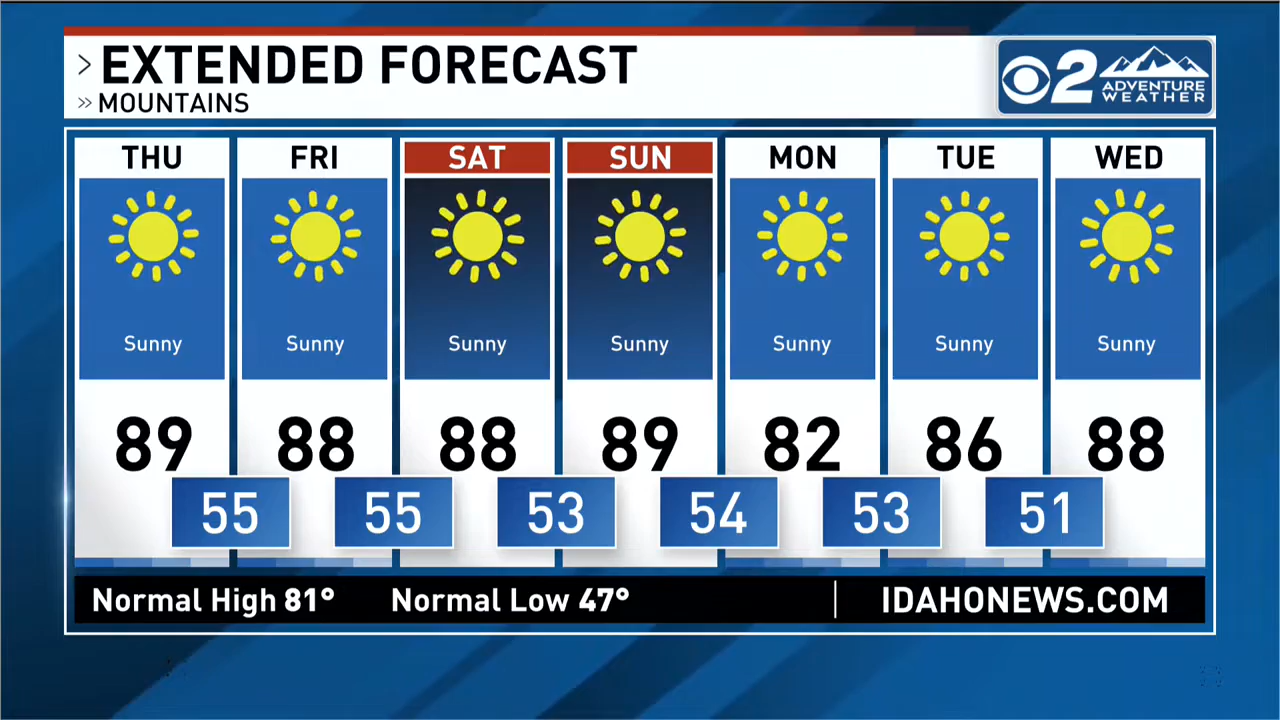 > EXTENDED FORECAST
» MOUNTAINS
2 ADVENTURE
WEATHER
THU FRI SAT SUN MON TUE WED
Sunny Sunny Sunny Sunny Sunny Sunny Sunny
89 88 88 89 82 86 88
55 55 53 54 53 51
Normal High 81° Normal Low 47° | IDAHONEWS.COM